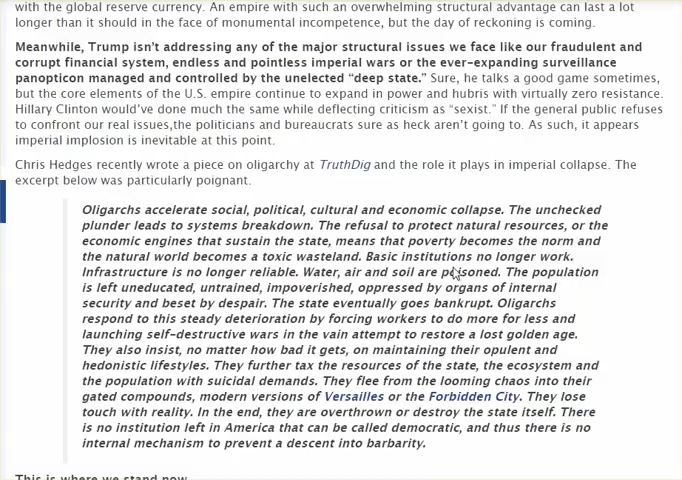 with the global reserve currency. An empire with such an overwhelming structural advantage can last a lot
longer than it should in the face of monumental incompetence, but the day of reckoning is coming.
Meanwhile, Trump isn't addressing any of the major structural issues we face like our fraudulent and
corrupt financial system, endless and pointless imperial wars or the ever-expanding surveillance
panopticon managed and controlled by the unelected "deep state." Sure, he talks a good game sometimes,
but the core elements of the U.S. empire continue to expand in power and hubris with virtually zero resistance.
Hillary Clinton would've done much the same while deflecting criticism as "sexist." If the general public refuses
to confront our real issues,the politicians and bureaucrats sure as heck aren't going to. As such, it appears
imperial implosion is inevitable at this point.
Chris Hedges recently wrote a piece on oligarchy at TruthDig and the role it plays in imperial collapse. The
excerpt below was particularly poignant.
Oligarchs accelerate social, political, cultural and economic collapse. The unchecked
plunder leads to systems breakdown. The refusal to protect natural resources, or the
economic engines that sustain the state, means that poverty becomes the norm and
the natural world becomes a toxic wasteland. Basic institutions no longer work.
Infrastructure is no longer reliable. Water, air and soil are poisoned. The population
is left uneducated, untrained, impoverished, oppressed by organs of internal
security and beset by despair. The state eventually goes bankrupt. Oligarchs
respond to this steady deterioration by forcing workers to do more for less and
launching self-destructive wars in the vain attempt to restore a lost golden age.
They also insist, no matter how bad it gets, on maintaining their opulent and
hedonistic lifestyles. They further tax the resources of the state, the ecosystem and
the population with suicidal demands. They flee from the looming chaos into their
gated compounds, modern versions of Versailles or the Forbidden City. They lose
touch with reality. In the end, they are overthrown or destroy the state itself. There
is no institution left in America that can be called democratic, and thus there is no
internal mechanism to prevent a descent into barbarity.
This is where we stand now